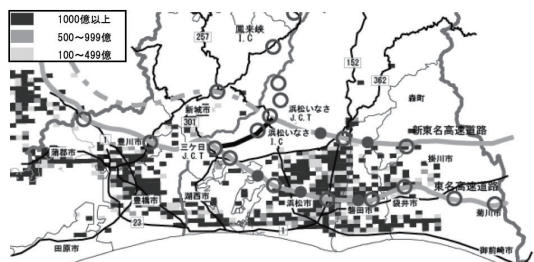 1000億以上
500～999億
100～499億
鳳来峡
I.C
257
152
362
森町
新城市
301
浜松いなさ
J.C.T
浜松いなさ
I.C
新東名高速道路
1
豊川市
三ケ日
J.C.T
蒲郡市
掛川市
東名高速道路
豊橋市
湖西市
浜松市
磐田市
袋井市
菊川市
23
1
田原市
御前崎市